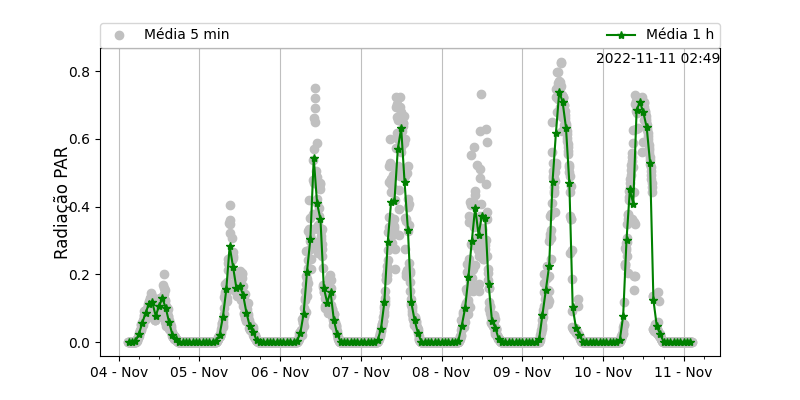 Média 5 min
Média 1 h
2022-11-11 02:49
Radiação PAR
0.8
0.6
0.4
0.2
0.0
04 - Nov
05 - Nov
06 - Nov
07 - Nov
08 - Nov
09 - Nov
10 - Nov
11 - Nov